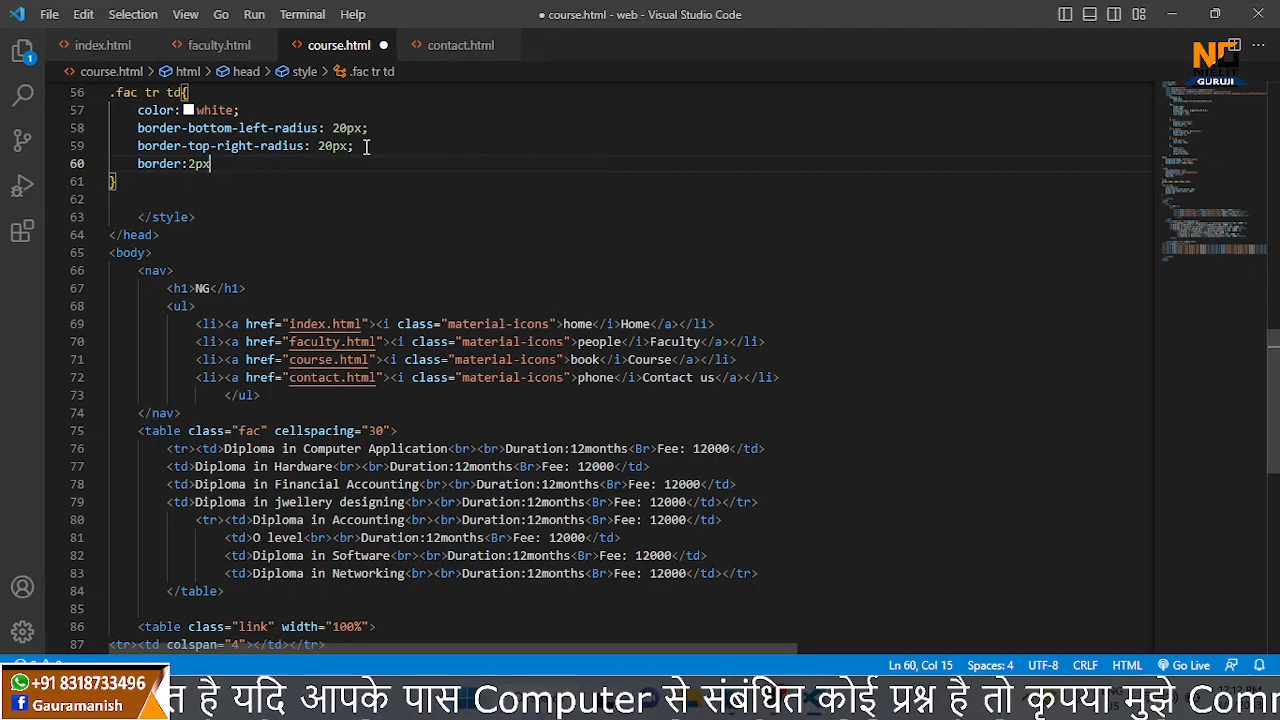 File Edit Selection View Go Run Terminal Help
● course.html - web - Visual Studio Code
index.html faculty.html course.html contact.html
course.html > html > head > style > .fac tr td
NG
NIELIT
GURUJI
1
56 .fac tr td{
57 color: white;
58 border-bottom-left-radius: 20px;
59 border-top-right-radius: 20px;
60 border:2px
61 }
62
63 </style>
64 </head>
65 <body>
66 <nav>
67 <h1>NG</h1>
68 <ul>
69 <li><a href="index.html"><i class="material-icons">home</i>Home</a></li>
70 <li><a href="faculty.html"><i class="material-icons">people</i>Faculty</a></li>
71 <li><a href="course.html"><i class="material-icons">book</i>Course</a></li>
72 <li><a href="contact.html"><i class="material-icons">phone</i>Contact us</a></li>
73 </ul>
74 </nav>
75 <table class="fac" cellspacing="30">
76 <tr><td>Diploma in Computer Application<br><br>Duration:12months<Br>Fee: 12000</td>
77 <td>Diploma in Hardware<br><br>Duration:12months<Br>Fee: 12000</td>
78 <td>Diploma in Financial Accounting<br><br>Duration:12months<Br>Fee: 12000</td>
79 <td>Diploma in jwellery designing<br><br>Duration:12months<Br>Fee: 12000</td></tr>
80 <tr><td>Diploma in Accounting<br><br>Duration:12months<Br>Fee: 12000</td>
81 <td>O level<br><br>Duration:12months<Br>Fee: 12000</td>
82 <td>Diploma in Software<br><br>Duration:12months<Br>Fee: 12000</td>
83 <td>Diploma in Networking<br><br>Duration:12months<Br>Fee: 12000</td></tr>
84 </table>
85
86 <table class="link" width="100%">
87 <tr><td colspan="4"></td></tr>
Ln 60, Col 15 Spaces: 4 UTF-8 CRLF HTML Go Live
+91 8318733496
Gauramanish
है यदि आपके पास Computer से संबंधित कोई प्रश्न है तो कृपया मुझे